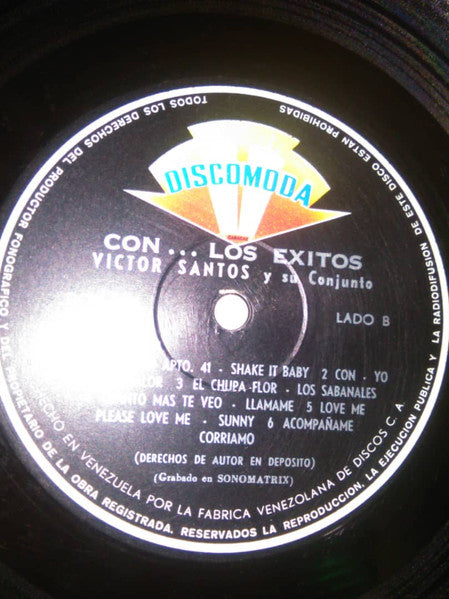 DISCOMODA
CARACAS
CON... LOS EXITOS
VICTOR SANTOS y su Conjunto
LADO B
APTO. 41 - SHAKE IT BABY 2 CON - YO
3 EL CHUPA-FLOR - LOS SABANALES
MAS TE VEO - LLAMAME 5 LOVE ME
PLEASE LOVE ME - SUNNY 6 ACOMPAÑAME
CORRIAMO
(DERECHOS DE AUTOR EN DEPOSITO)
(Grabado en SONOMATRIX)
HECHO EN VENEZUELA POR LA FABRICA VENEZOLANA DE DISCOS C. A.
TODOS LOS DERECHOS DEL PRODUCTOR FONOGRAFICO Y DEL PROPIETARIO DE LA OBRA REGISTRADA, RESERVADOS LA REPRODUCCION, LA EJECUCION PUBLICA Y LA RADIODIFUSION DE ESTE DISCO ESTAN PROHIBIDAS